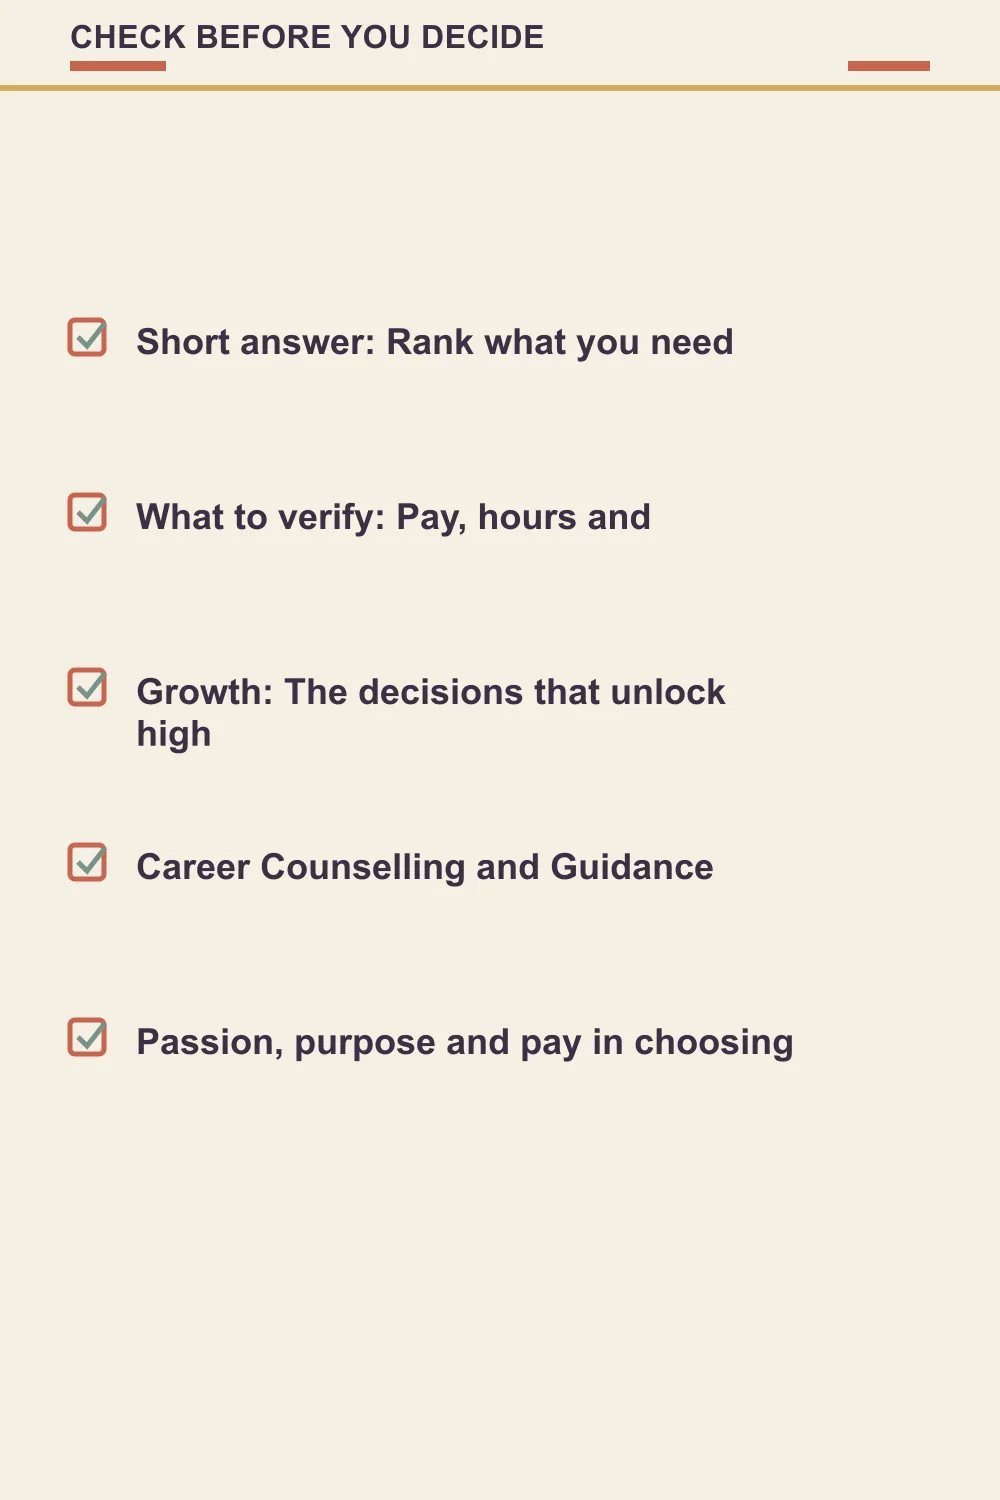 CHECK BEFORE YOU DECIDE
Short answer: Rank what you need
What to verify: Pay, hours and
Growth: The decisions that unlock
high
Career Counselling and Guidance
Passion, purpose and pay in choosing